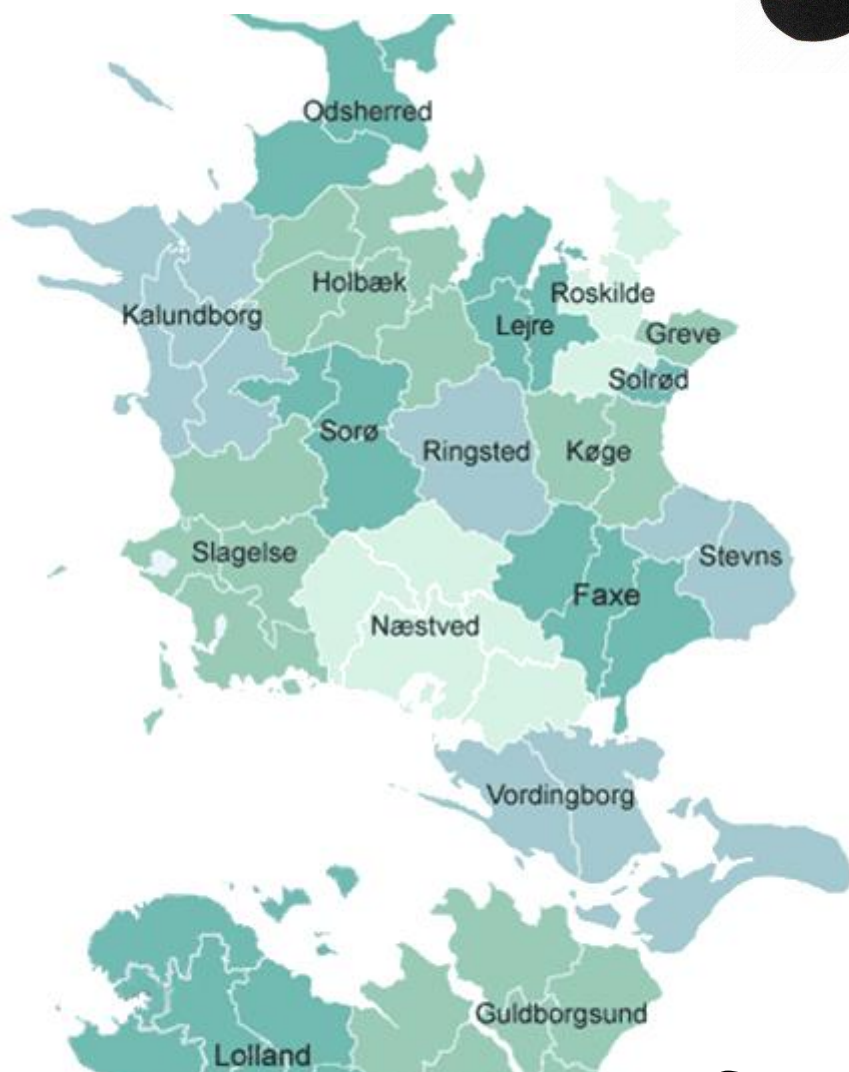 Odsherred
Holbæk
Roskilde
Kalundborg
Lejre
Greve
Solrød
Sorø
Ringsted
Køge
Slagelse
Stevns
Faxe
Næstved
Vordingborg
Guldborgsund
Lolland